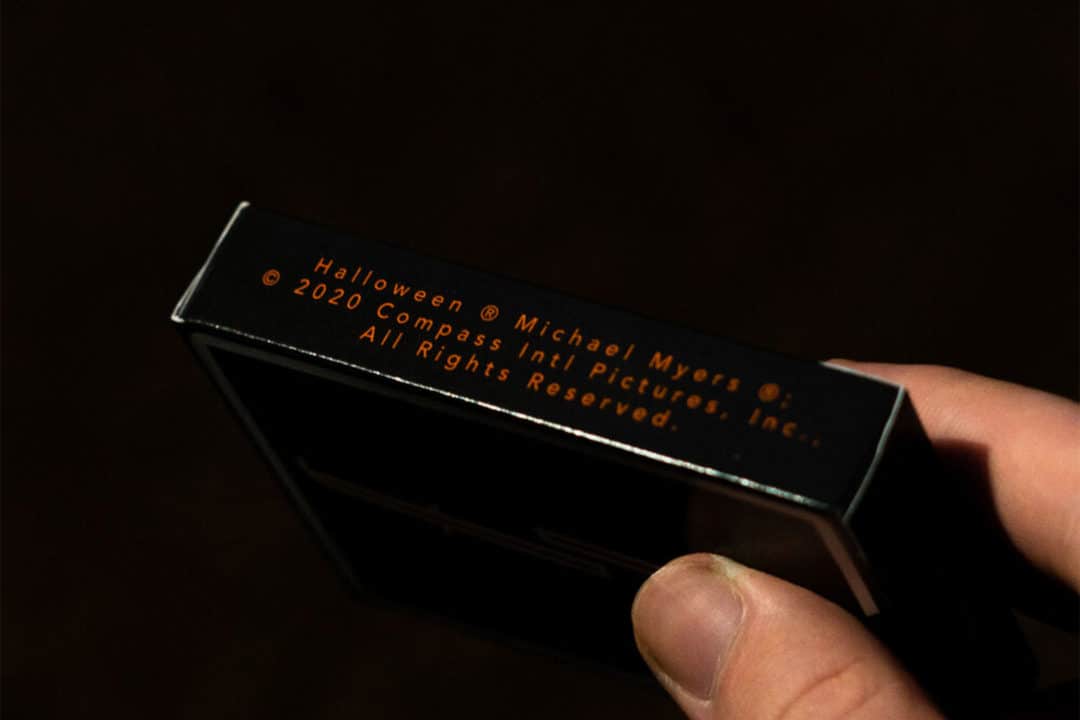 Halloween ® Michael Myers ®;
© 2020 Compass Intl Pictures, Inc.,
All Rights Reserved.